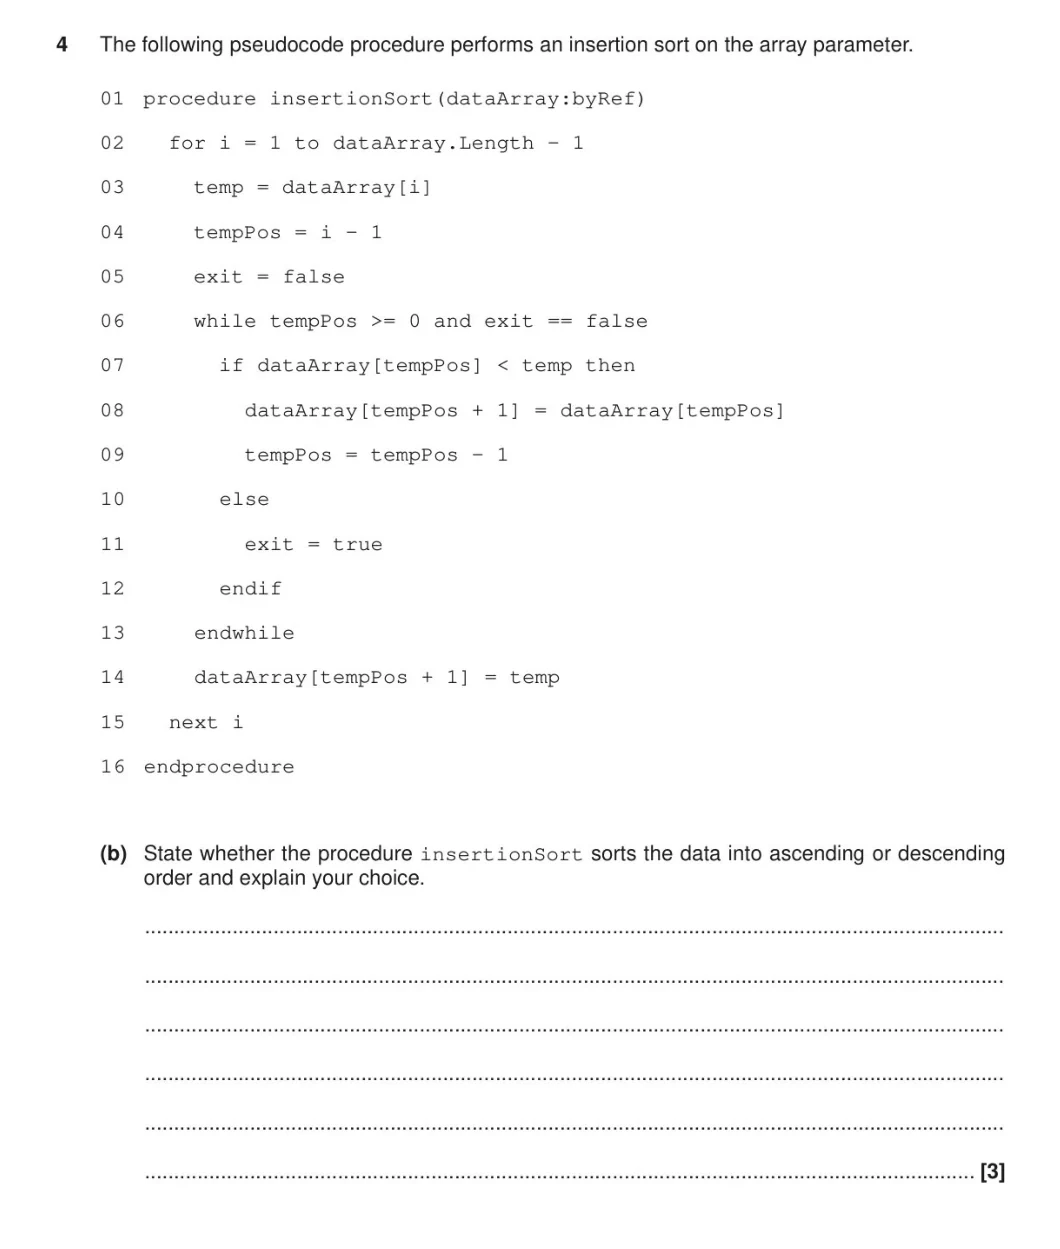 4 The following pseudocode procedure performs an insertion sort on the array parameter.
01 procedure insertionSort(dataArray:byRef)
02 for i = 1 to dataArray.Length - 1
03 temp = dataArray[i]
04 tempPos = i - 1
05 exit = false
06 while tempPos >= 0 and exit == false
07 if dataArray[tempPos] < temp then
08 dataArray[tempPos + 1] = dataArray[tempPos]
09 tempPos = tempPos - 1
10 else
11 exit = true
12 endif
13 endwhile
14 dataArray[tempPos + 1] = temp
15 next i
16 endprocedure
(b) State whether the procedure insertionSort sorts the data into ascending or descending
order and explain your choice.
[3]